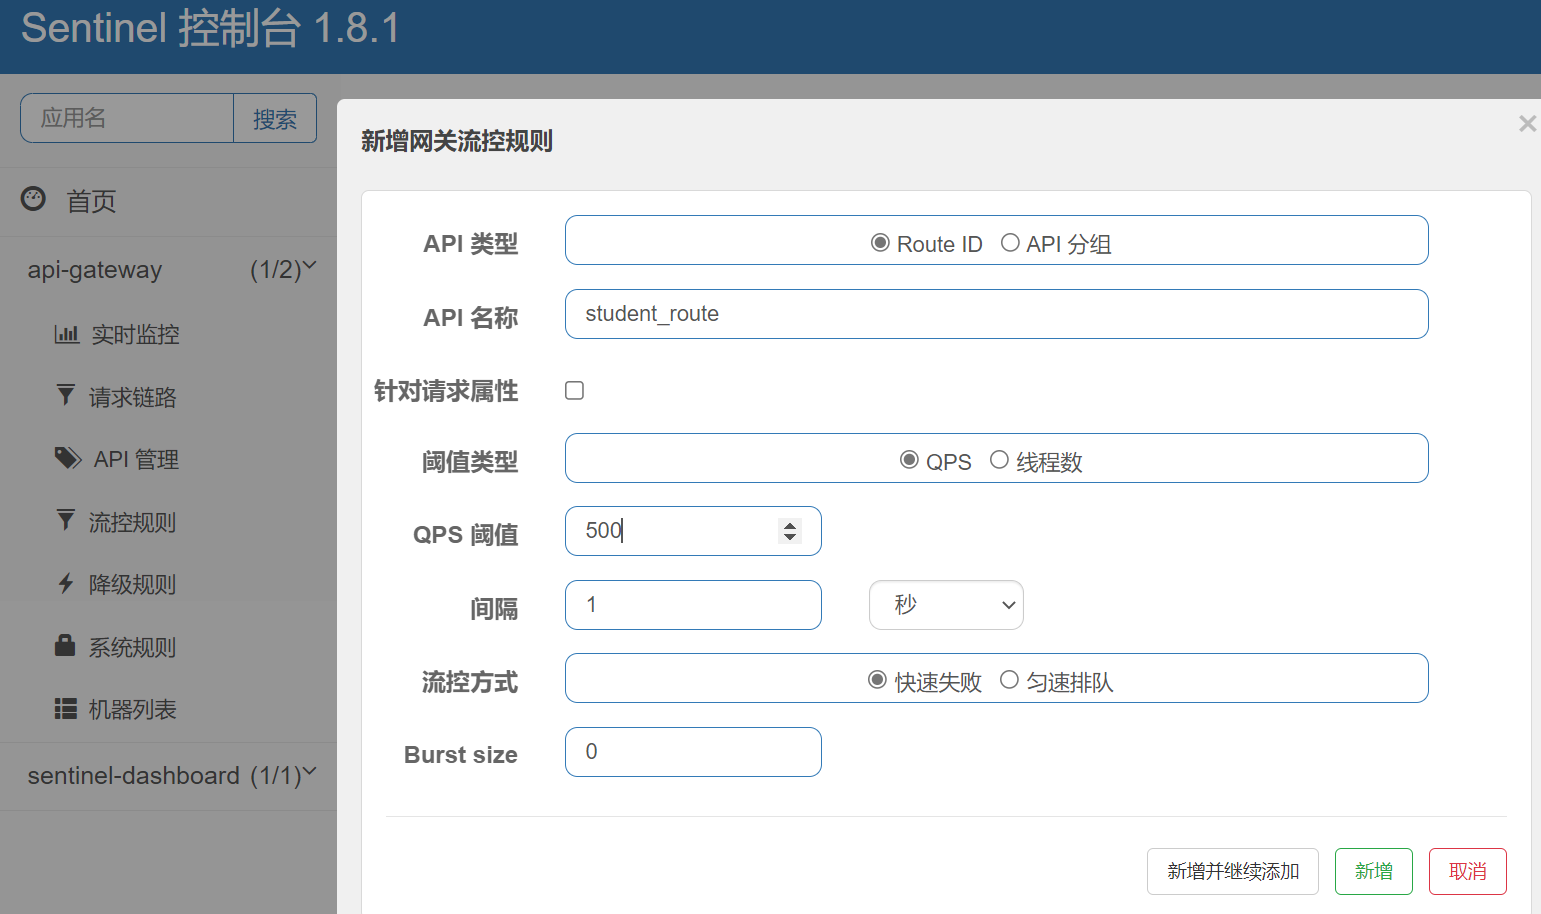 Sentinel 控制台 1.8.1
应用名 搜索
首页
api-gateway (1/2)
实时监控
请求链路
API 管理
流控规则
降级规则
系统规则
机器列表
sentinel-dashboard (1/1)
新增网关流控规则 ×
API 类型 Route ID API 分组
API 名称 student_route
针对请求属性
阈值类型 QPS 线程数
QPS 阈值 500
间隔 1 秒
流控方式 快速失败 匀速排队
Burst size 0
新增并继续添加 新增 取消